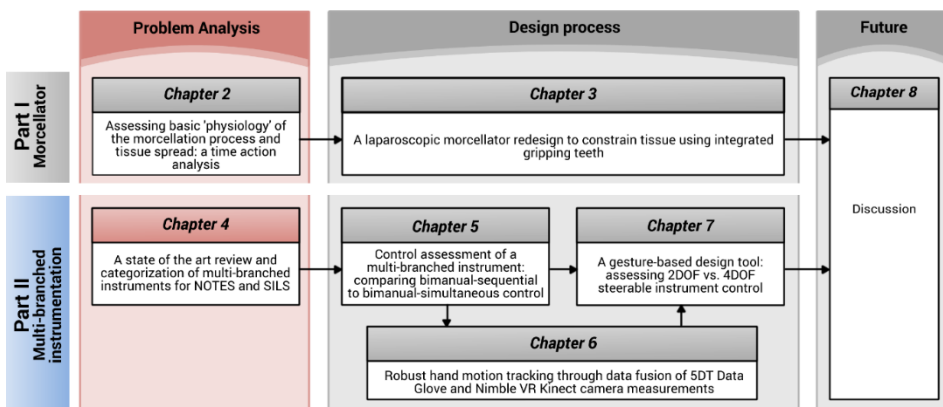 Problem Analysis
Design process
Future
Part I
Morcellator
Chapter 2
Assessing basic 'physiology' of
the morcellation process and
tissue spread: a time action
analysis
Chapter 3
A laparoscopic morcellator redesign to constrain tissue using integrated
gripping teeth
Chapter 8
Discussion
Part II
Multi-branched
instrumentation
Chapter 4
A state of the art review and
categorization of multi-branched
instruments for NOTES and SILS
Chapter 5
Control assessment of a
multi-branched instrument:
comparing bimanual-sequential
to bimanual-simultaneous control
Chapter 7
A gesture-based design tool:
assessing 2DOF vs. 4DOF
steerable instrument control
Chapter 6
Robust hand motion tracking through data fusion of 5DT Data
Glove and Nimble VR Kinect camera measurements